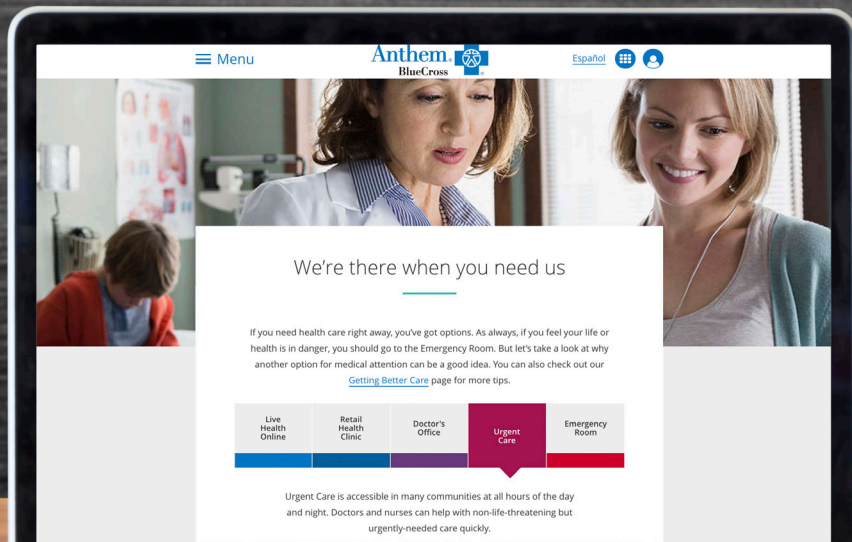 Menu
Anthem
BlueCross
Español
We’re there when you need us
If you need health care right away, you’ve got options. As always, if you feel your life or
health is in danger, you should go to the Emergency Room. But let’s take a look at why
another option for medical attention can be a good idea. You can also check out our
Getting Better Care page for more tips.
Live
Health
Online
Retail
Health
Clinic
Doctor's
Office
Urgent
Care
Emergency
Room
Urgent Care is accessible in many communities at all hours of the day
and night. Doctors and nurses can help with non-life-threatening but
urgently-needed care quickly.